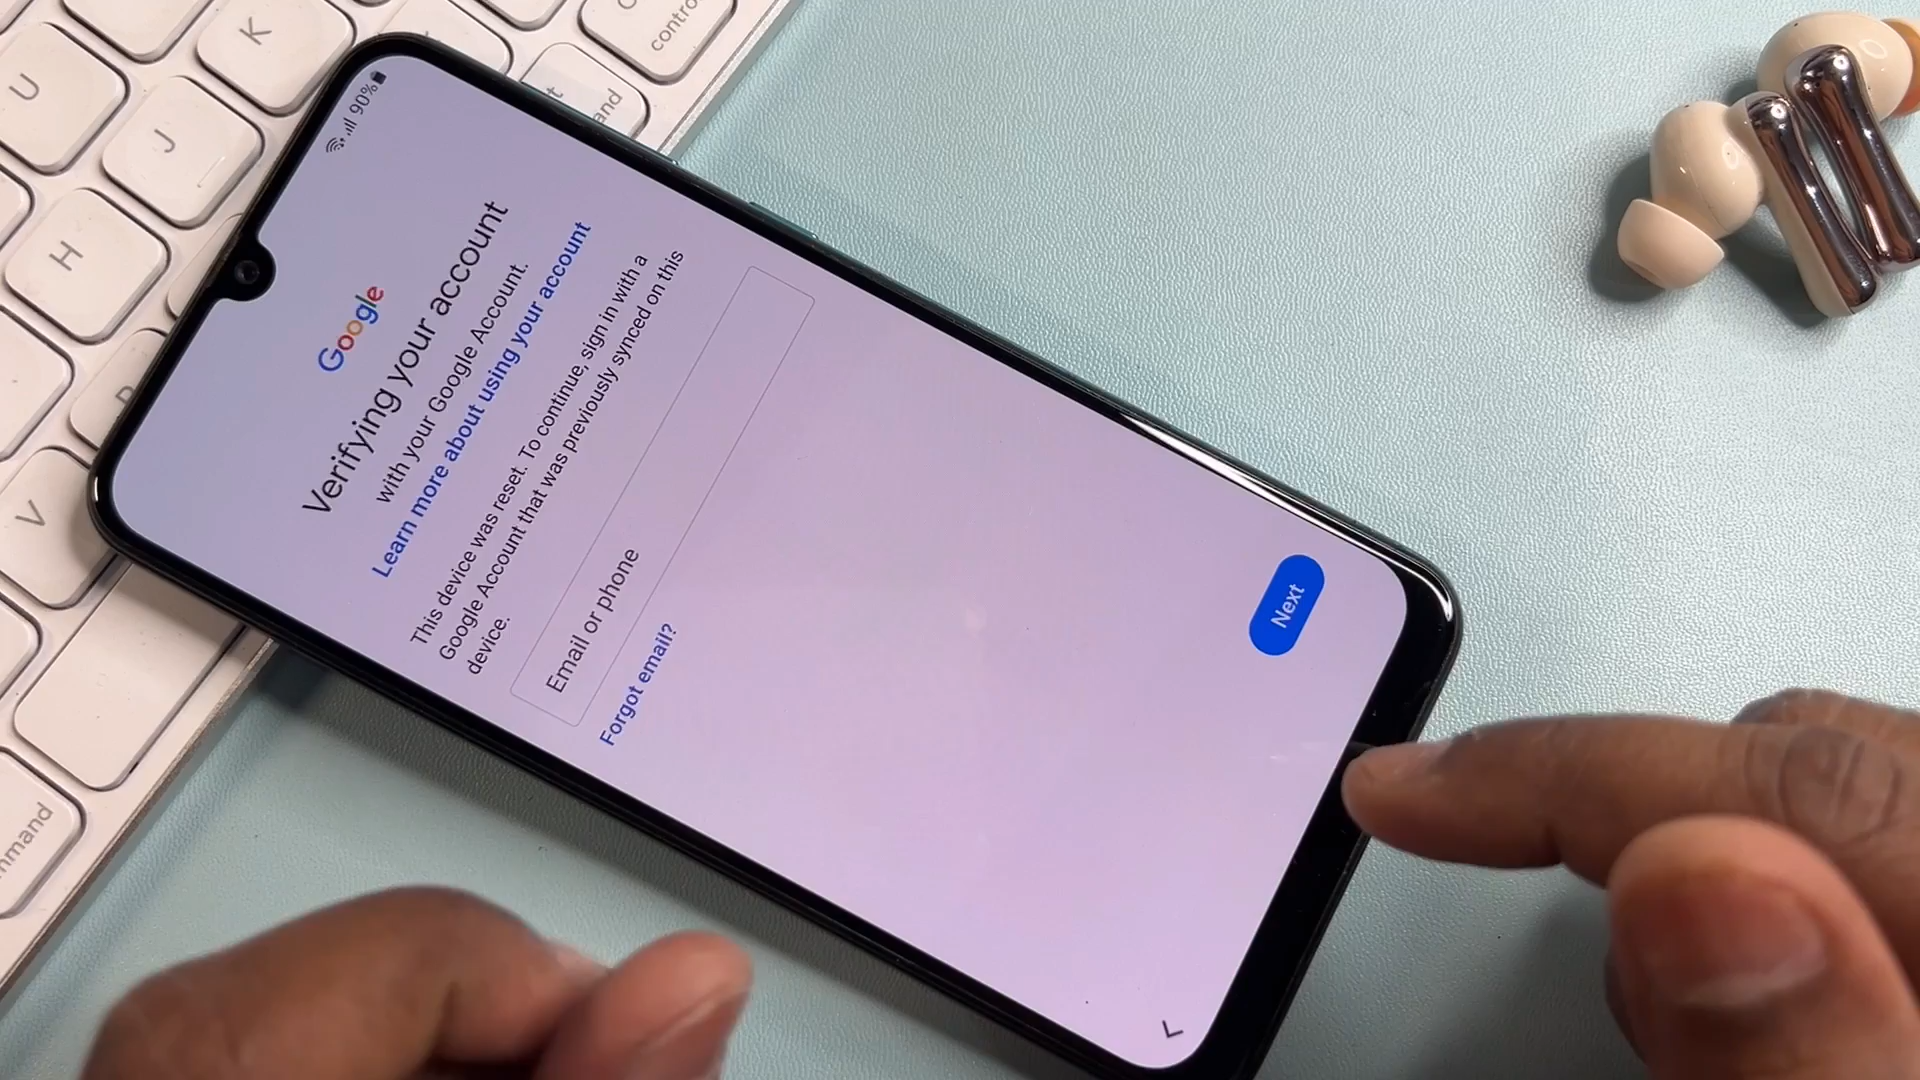 90%
Google
Verifying your account
with your Google Account.
Learn more about using your account
This device was reset. To continue, sign in with a
Google Account that was previously synced on this
device.
Email or phone
Forgot email?
Next
U
K
J
H
V
control